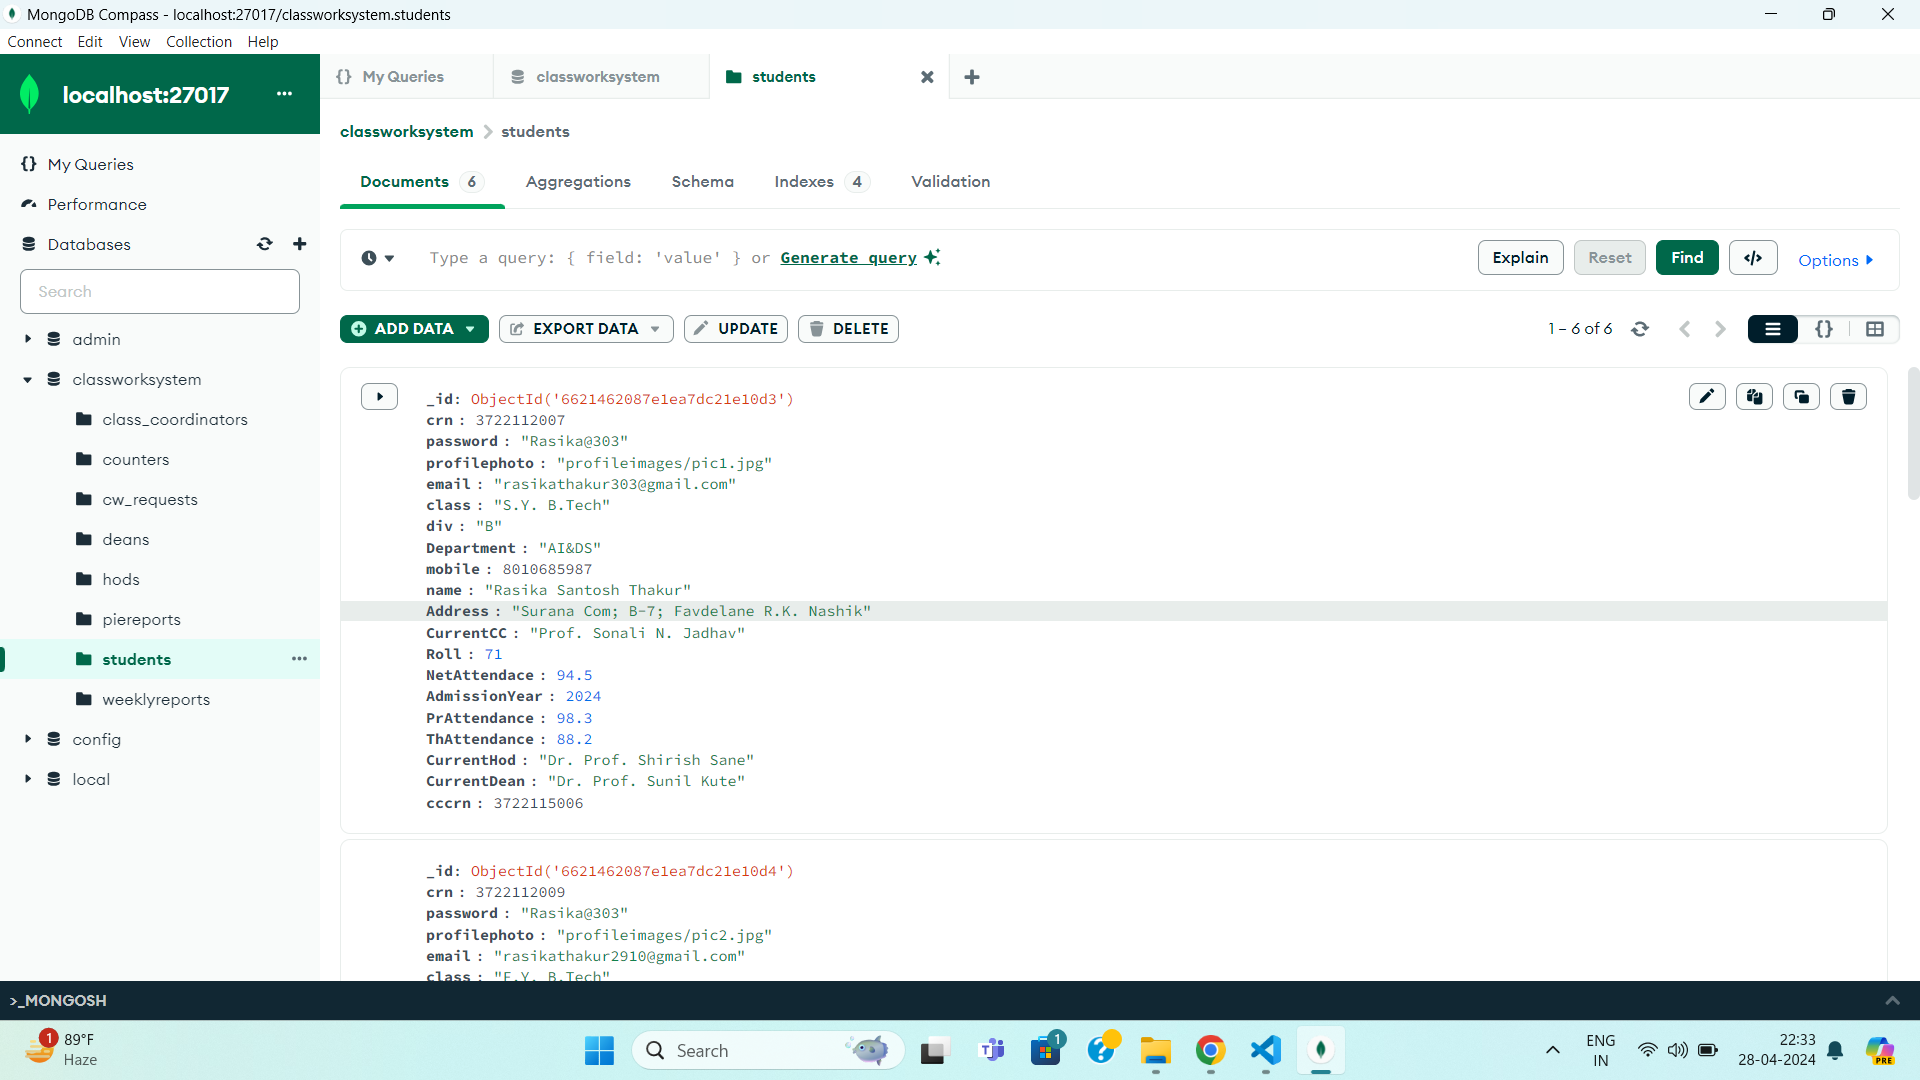 MongoDB Compass - localhost:27017/classworksystem.students
Connect Edit View Collection Help
localhost:27017 ...
My Queries
Performance
Databases
Search
admin
classworksystem
class_coordinators
counters
cw_requests
deans
hods
piereports
students
weeklyreports
config
local
{} My Queries
classworksystem
students
classworksystem > students
Documents 6 Aggregations Schema Indexes 4 Validation
Type a query: { field: 'value' } or Generate query
Explain Reset Find </> Options
ADD DATA EXPORT DATA UPDATE DELETE
1 – 6 of 6 {}
_id: ObjectId('6621462087e1ea7dc21e10d3')
crn : 3722112007
password : "Rasika@303"
profilephoto : "profileimages/pic1.jpg"
email : "rasikathakur303@gmail.com"
class : "S.Y. B.Tech"
div : "B"
Department : "AI&DS"
mobile : 8010685987
name : "Rasika Santosh Thakur"
Address : "Surana Com; B-7; Favdelane R.K. Nashik"
CurrentCC : "Prof. Sonali N. Jadhav"
Roll : 71
NetAttendace : 94.5
AdmissionYear : 2024
PrAttendance : 98.3
ThAttendance : 88.2
CurrentHod : "Dr. Prof. Shirish Sane"
CurrentDean : "Dr. Prof. Sunil Kute"
cccrn : 3722115006
_id: ObjectId('6621462087e1ea7dc21e10d4')
crn : 3722112009
password : "Rasika@303"
profilephoto : "profileimages/pic2.jpg"
email : "rasikathakur2910@gmail.com"
class : "F.Y. B.Tech"
>_MONGOSH
1 89°F
Haze
Search
1
ENG
IN
22:33
28-04-2024
PRE